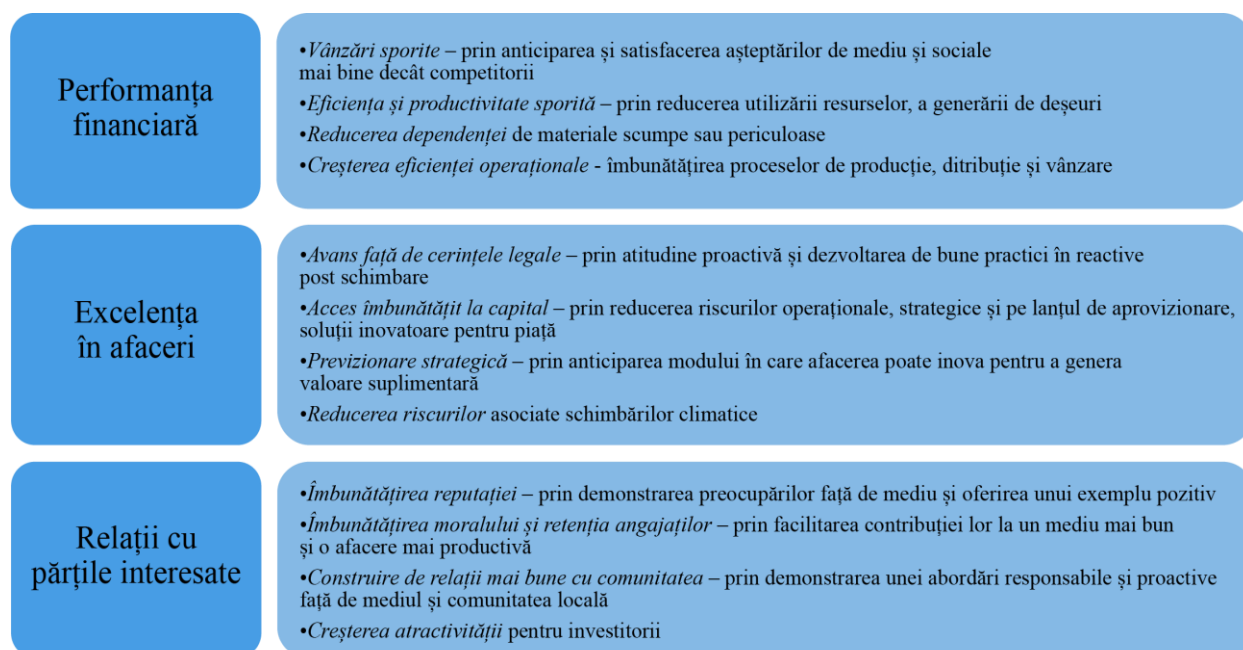 Performanța
financiară
•Vânzări sporite – prin anticiparea și satisfacerea așteptărilor de mediu și sociale
mai bine decât competitorii
•Eficiența și productivitate sporită – prin reducerea utilizării resurselor, a generării de deșeuri
•Reducerea dependenței de materiale scumpe sau periculoase
•Creșterea eficienței operaționale - îmbunătățirea proceselor de producție, ditribuție și vânzare
Excelența
în afaceri
•Avans față de cerințele legale – prin atitudine proactivă și dezvoltarea de bune practici în reactive
post schimbare
•Acces îmbunătățit la capital – prin reducerea riscurilor operaționale, strategice și pe lanțul de aprovizionare,
soluții inovatoare pentru piață
•Previzionare strategică – prin anticiparea modului în care afacerea poate inova pentru a genera
valoare suplimentară
•Reducerea riscurilor asociate schimbărilor climatice
Relații cu
părțile interesate
•Îmbunătățirea reputației – prin demonstrarea preocupărilor față de mediu și oferirea unui exemplu pozitiv
•Îmbunătățirea moralului și retenția angajaților – prin facilitarea contribuției lor la un mediu mai bun
și o afacere mai productivă
•Construire de relații mai bune cu comunitatea – prin demonstrarea unei abordări responsabile și proactive
față de mediul și comunitatea locală
•Creșterea atractivității pentru investitorii